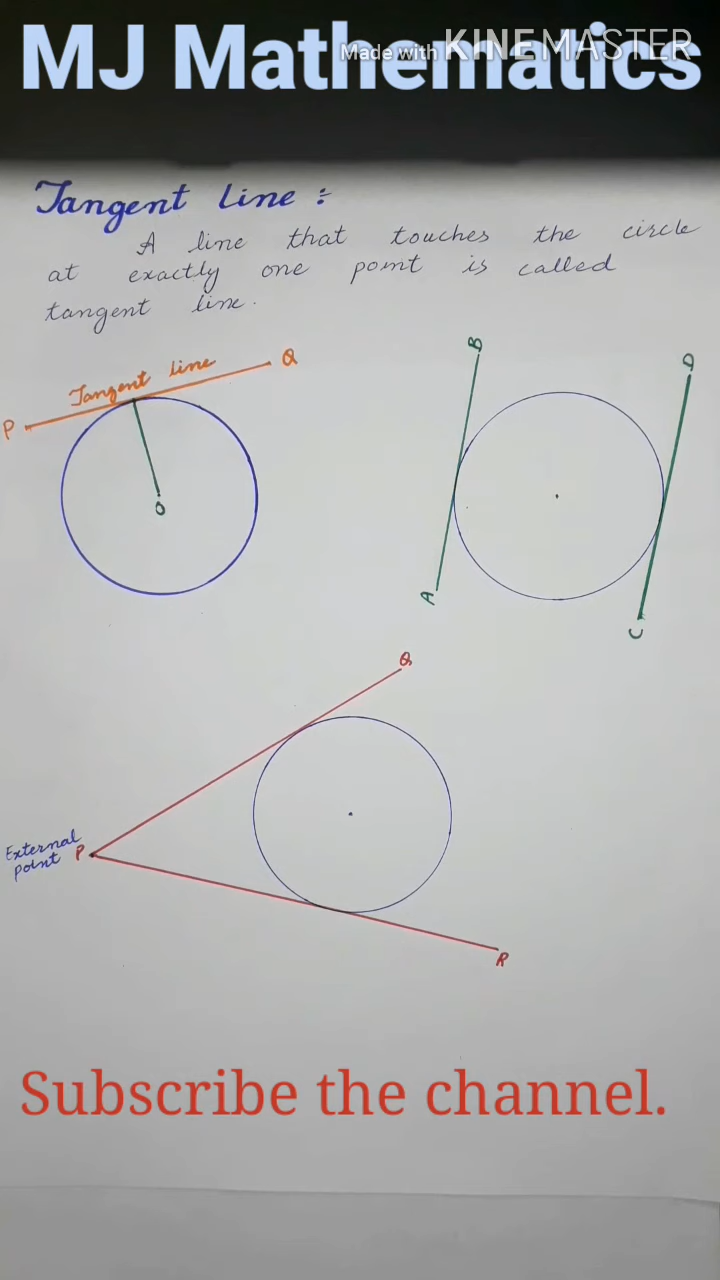 MJ Mathematics
Made with KINEMASTER
Tangent Line :
A line that touches the circle
at exactly one point is called
tangent line.
Tangent line
P
Q
O
B
D
A
C
Q
External
point
P
R
Subscribe the channel.